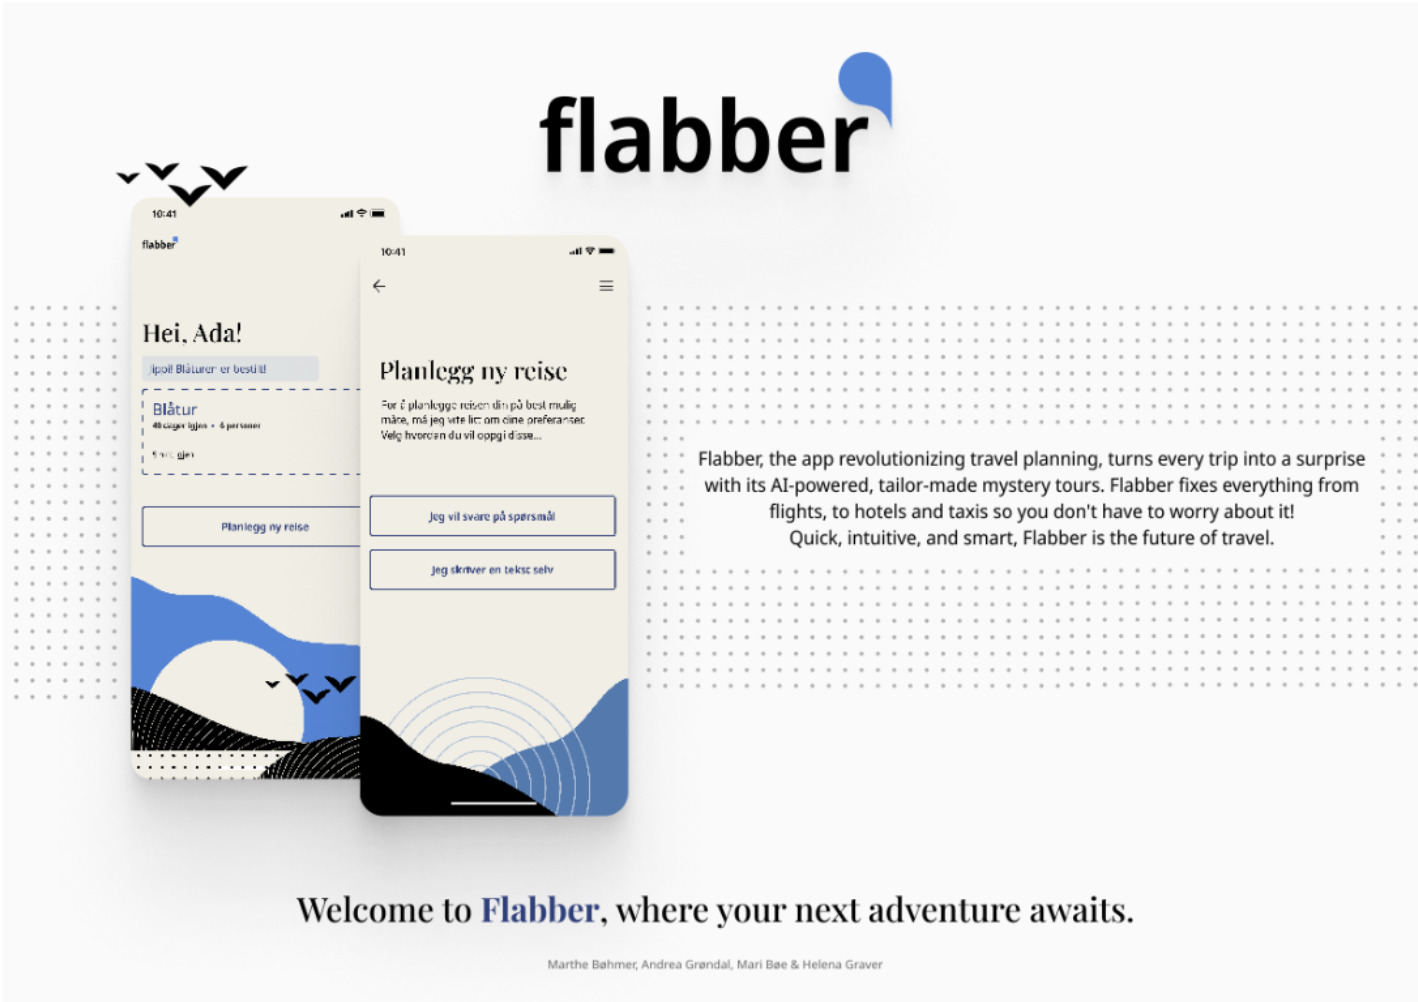 flabber
10:41
flabber
Hei, Ada!
Jippi! Blåturen er bestilt!
Blåtur
48 dager igjen • 6 personer
igjen
Planlegg ny reise
10:41
Planlegg ny reise
For å planlegge reisen din på best mulig
måte, må jeg vite litt om dine preferanser.
Velg hvordan du vil oppgi disse...
Jeg vil svare på spørsmål
Jeg skriver en tekst selv
Flabber, the app revolutionizing travel planning, turns every trip into a surprise
with its AI-powered, tailor-made mystery tours. Flabber fixes everything from
flights, to hotels and taxis so you don't have to worry about it!
Quick, intuitive, and smart, Flabber is the future of travel.
Welcome to Flabber, where your next adventure awaits.
Marthe Bøhmer, Andrea Grøndal, Mari Bøe & Helena Graver